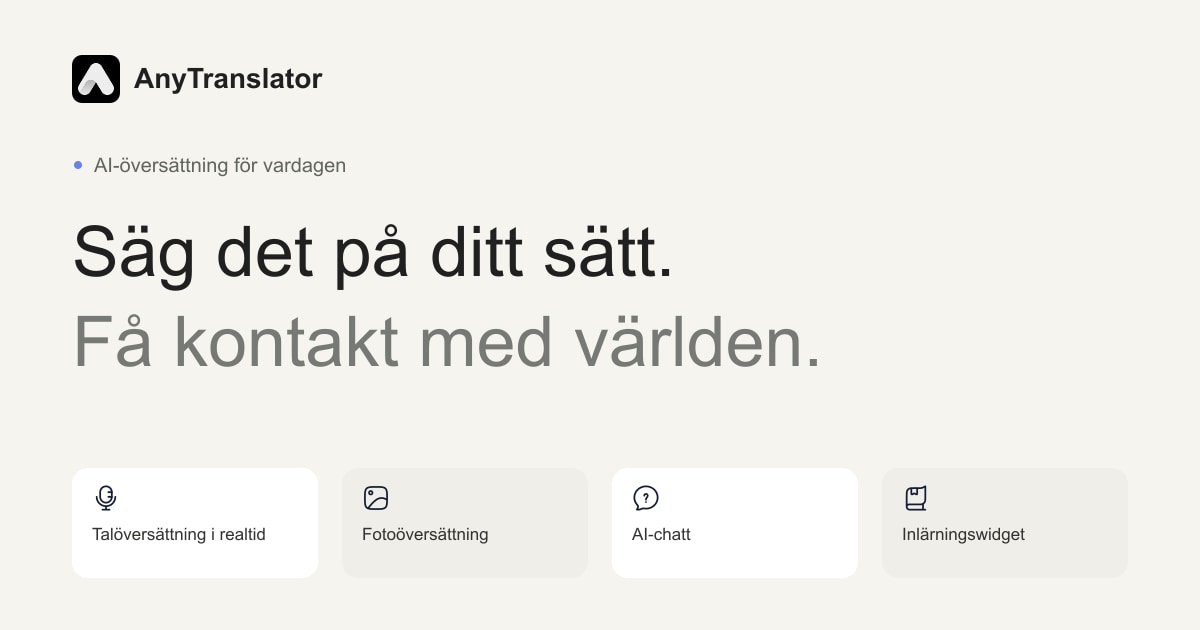 AnyTranslator
AI-översättning för vardagen
Säg det på ditt sätt.
Få kontakt med världen.
Talöversättning i realtid
Fotoöversättning
AI-chatt
Inlärningswidget